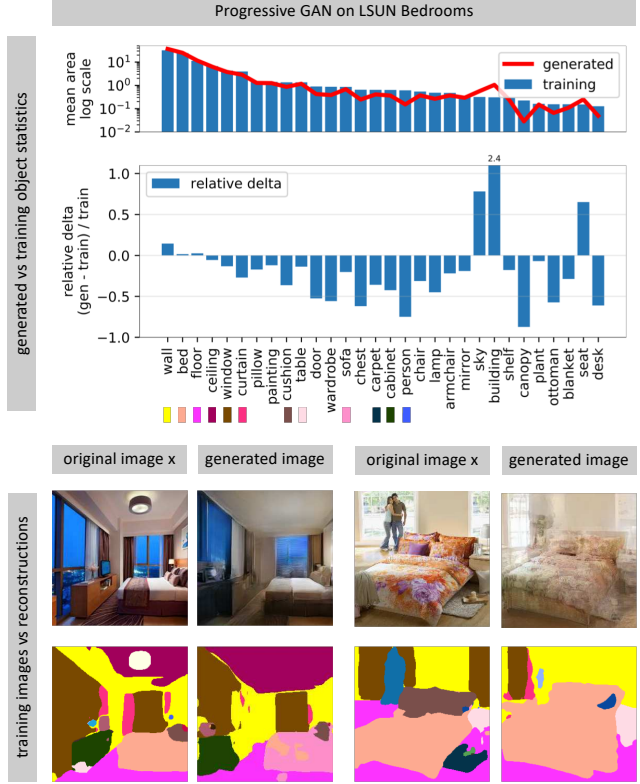 Progressive GAN on LSUN Bedrooms
generated vs training object statistics
mean area
log scale
10¹
10⁰
10⁻¹
10⁻²
generated
training
relative delta
(gen - train) / train
1.0
0.5
0.0
−0.5
−1.0
2.4
relative delta
wall
bed
floor
ceiling
window
curtain
pillow
painting
cushion
table
door
wardrobe
sofa
chest
carpet
cabinet
person
chair
lamp
armchair
mirror
sky
building
shelf
canopy
plant
ottoman
blanket
seat
desk
training images vs reconstructions
original image x
generated image
original image x
generated image